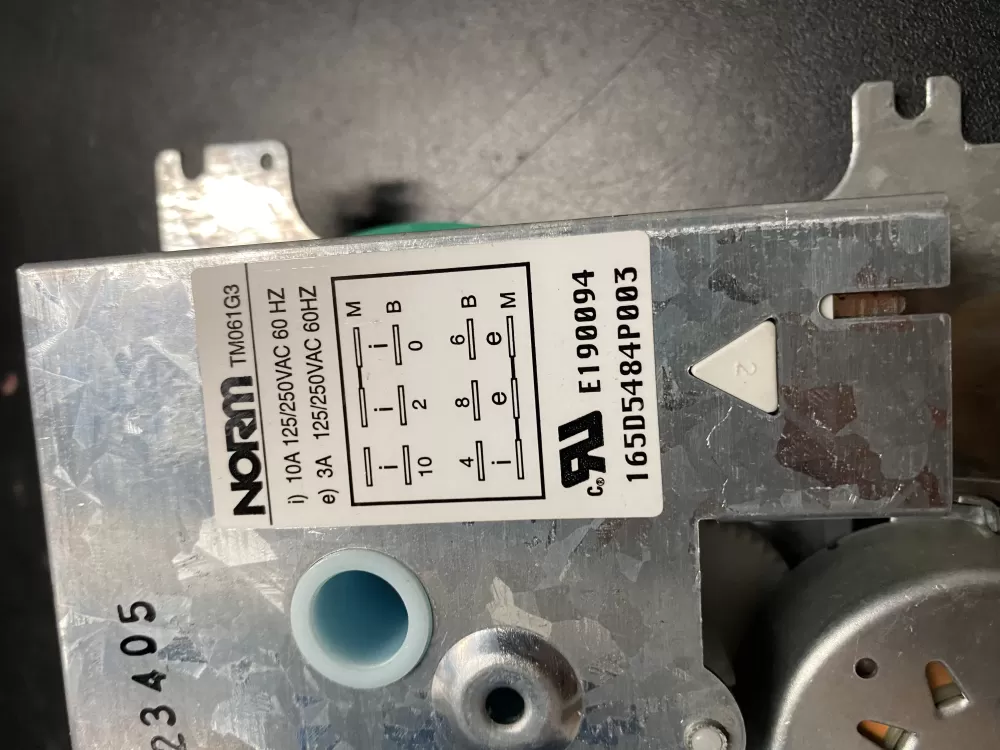 23405
NORM TM061G3
i) 10A 125/250VAC 60 HZ
e) 3A 125/250VAC 60HZ
M
i i i
B
10 2 0
4 8 6
B
i e e
M
c RU ® E190094
165D5484P003
2